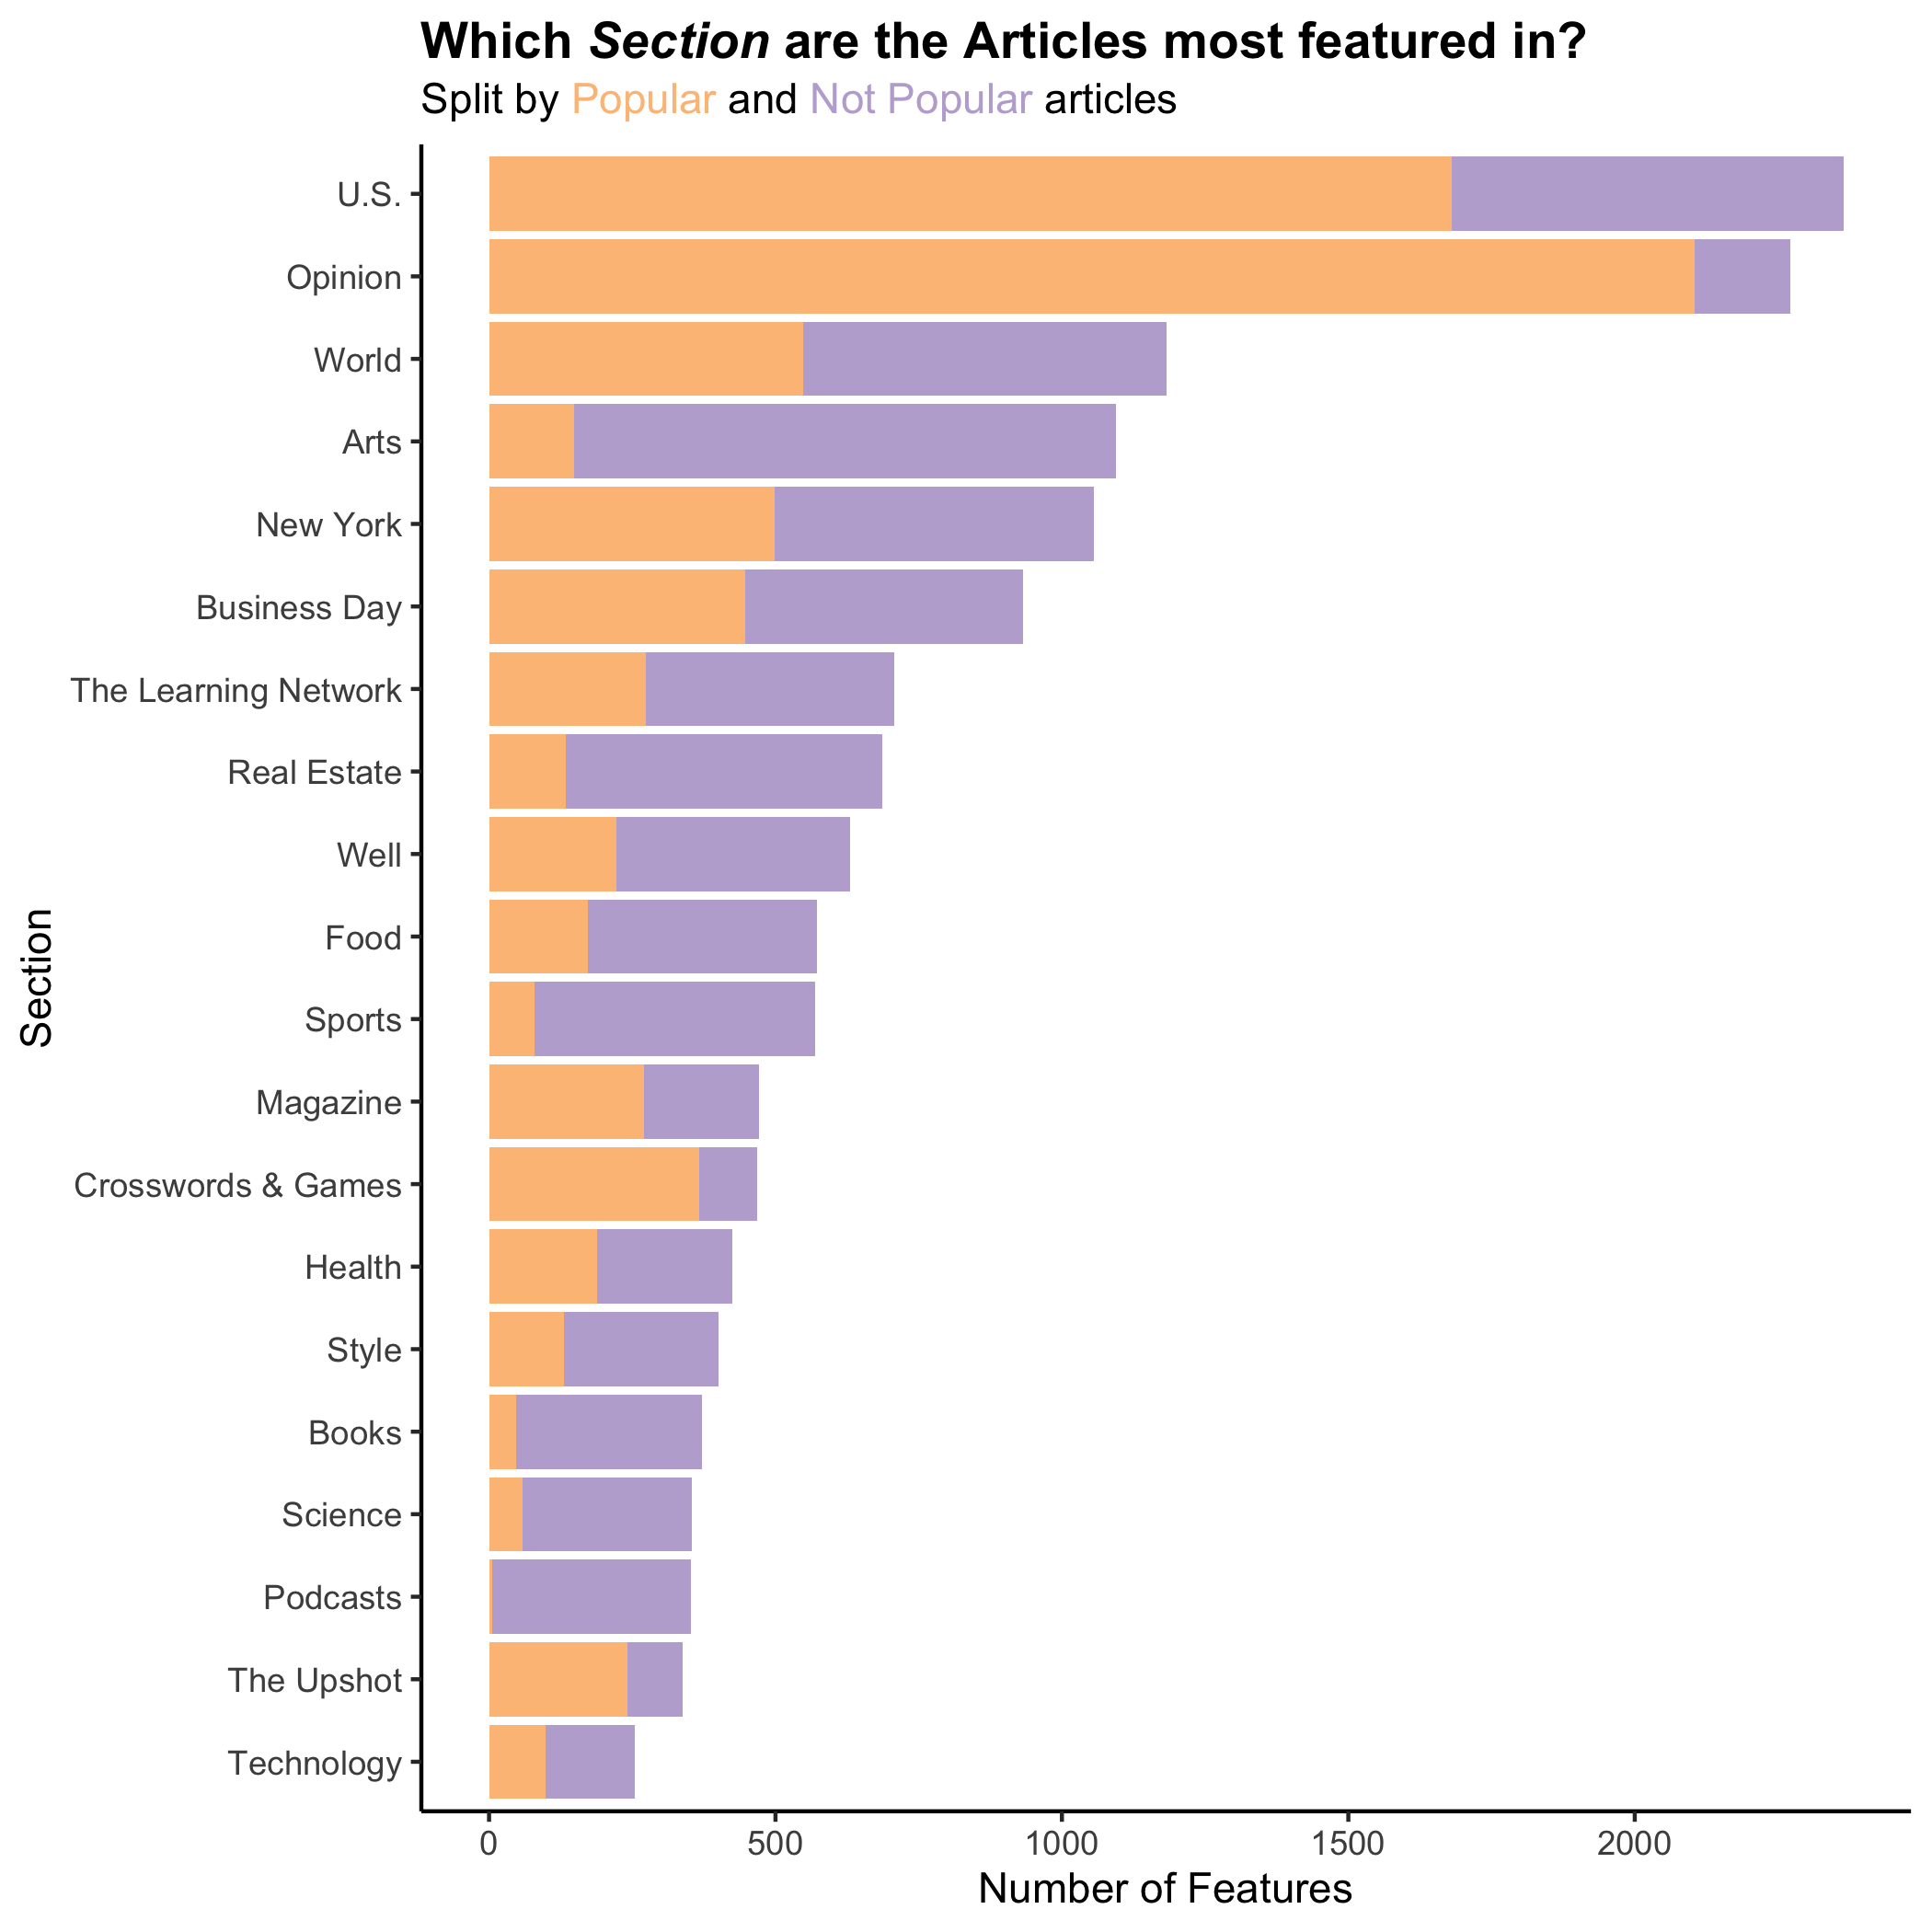 Which Section are the Articles most featured in?
Split by Popular and Not Popular articles
U.S.
Opinion
World
Arts
New York
Business Day
The Learning Network
Real Estate
Well
Food
Sports
Magazine
Crosswords & Games
Health
Style
Books
Science
Podcasts
The Upshot
Technology
Section
0 500 1000 1500 2000
Number of Features